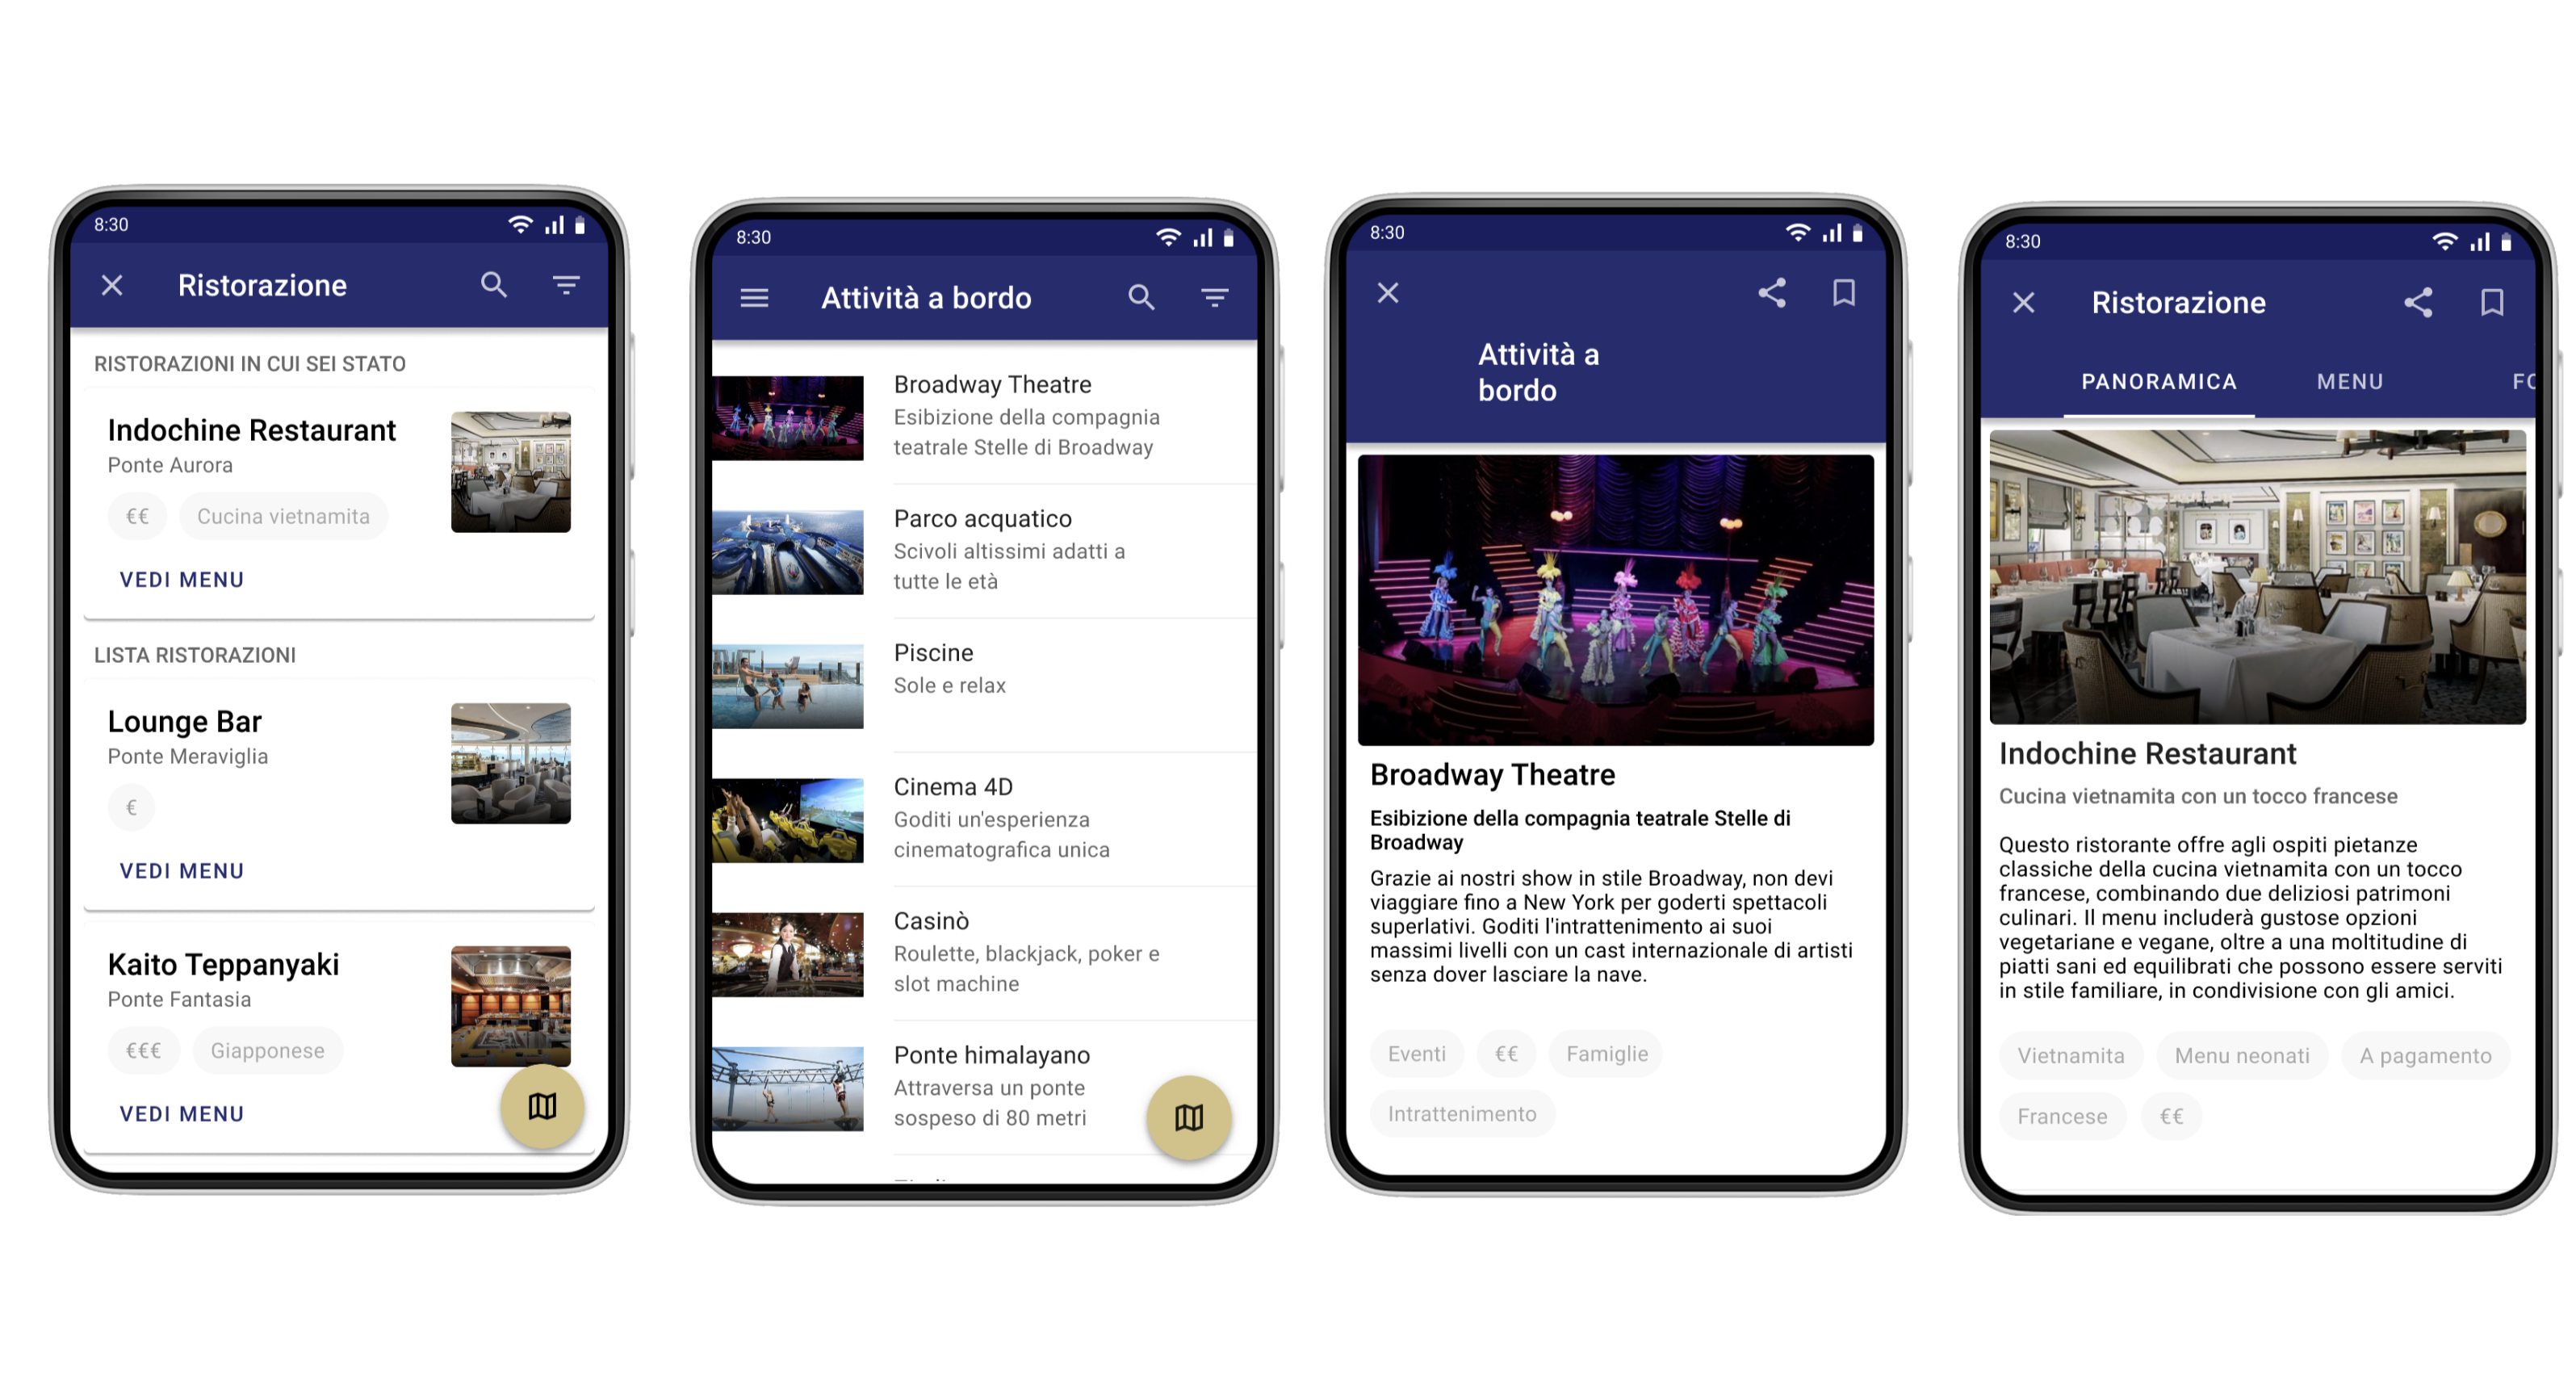 8:30
Ristorazione
RISTORAZIONI IN CUI SEI STATO
Indochine Restaurant
Ponte Aurora
€€
Cucina vietnamita
VEDI MENU
LISTA RISTORAZIONI
Lounge Bar
Ponte Meraviglia
€
VEDI MENU
Kaito Teppanyaki
Ponte Fantasia
€€€
Giapponese
VEDI MENU
8:30
Attività a bordo
Broadway Theatre
Esibizione della compagnia
teatrale Stelle di Broadway
Parco acquatico
Scivoli altissimi adatti a
tutte le età
Piscine
Sole e relax
Cinema 4D
Goditi un'esperienza
cinematografica unica
Casinò
Roulette, blackjack, poker e
slot machine
Ponte himalayano
Attraversa un ponte
sospeso di 80 metri
8:30
Attività a
bordo
Broadway Theatre
Esibizione della compagnia teatrale Stelle di
Broadway
Grazie ai nostri show in stile Broadway, non devi
viaggiare fino a New York per goderti spettacoli
superlativi. Goditi l'intrattenimento ai suoi
massimi livelli con un cast internazionale di artisti
senza dover lasciare la nave.
Eventi
€€
Famiglie
Intrattenimento
8:30
Ristorazione
PANORAMICA
MENU
Indochine Restaurant
Cucina vietnamita con un tocco francese
Questo ristorante offre agli ospiti pietanze
classiche della cucina vietnamita con un tocco
francese, combinando due deliziosi patrimoni
culinari. Il menu includerà gustose opzioni
vegetariane e vegane, oltre a una moltitudine di
piatti sani ed equilibrati che possono essere serviti
in stile familiare, in condivisione con gli amici.
Vietnamita
Menu neonati
A pagamento
Francese
€€